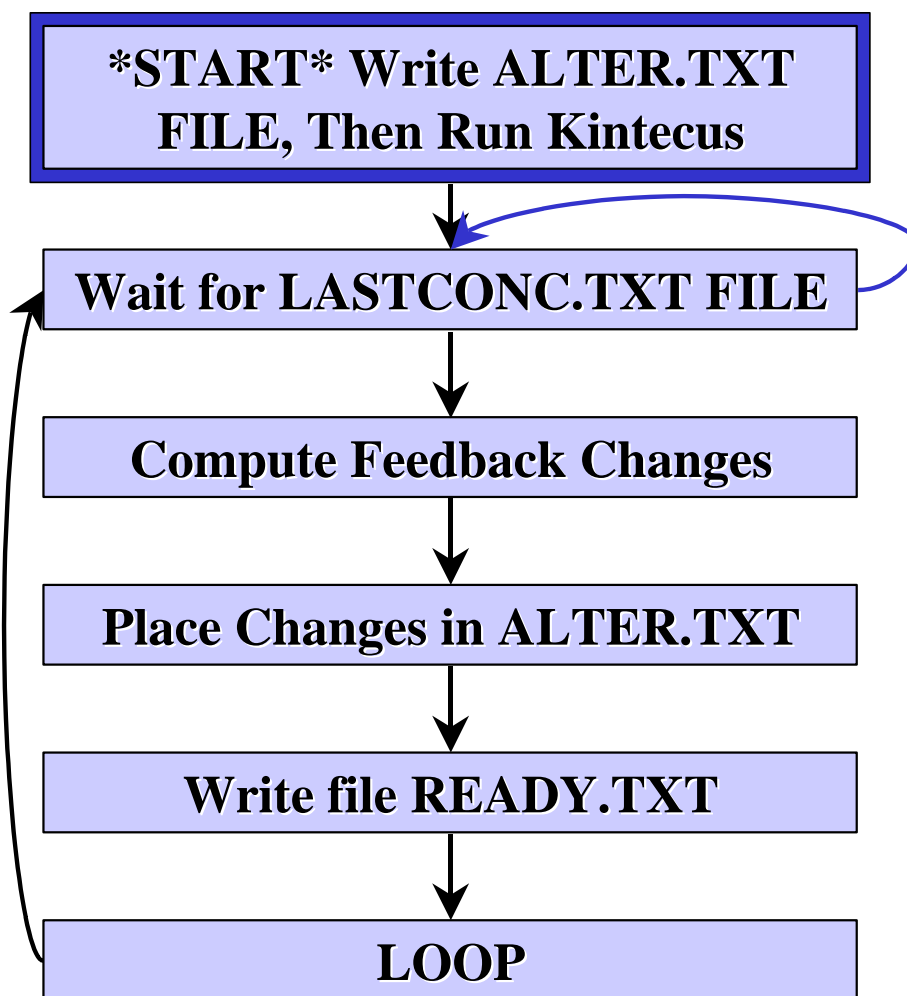 *START* Write ALTER.TXT
FILE, Then Run Kintecus
Wait for LASTCONC.TXT FILE
Compute Feedback Changes
Place Changes in ALTER.TXT
Write file READY.TXT
LOOP